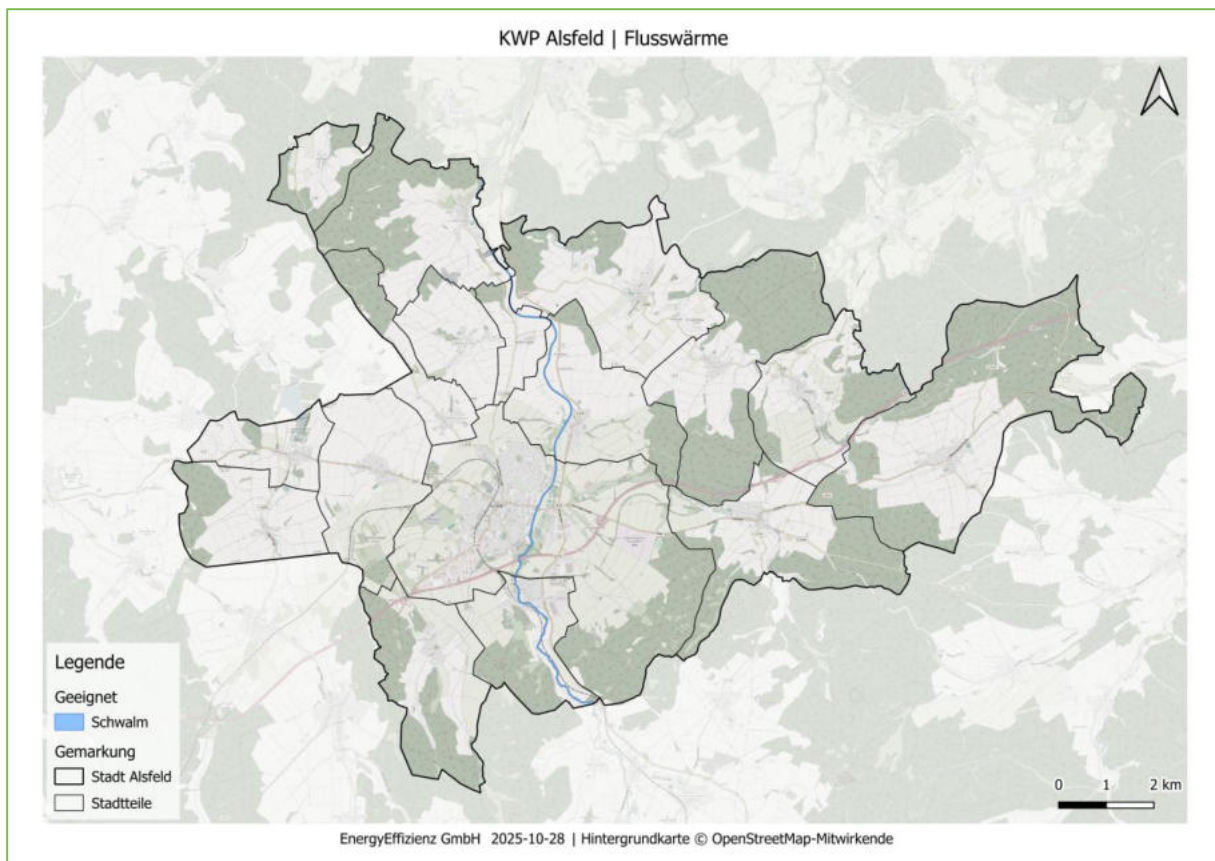 KWP Alsfeld | Flusswärme
Legende
Geeignet
Schwalm
Gemarkung
Stadt Alsfeld
Stadtteile
0 1 2 km
EnergyEffizienz GmbH 2025-10-28 | Hintergrundkarte © OpenStreetMap-Mitwirkende